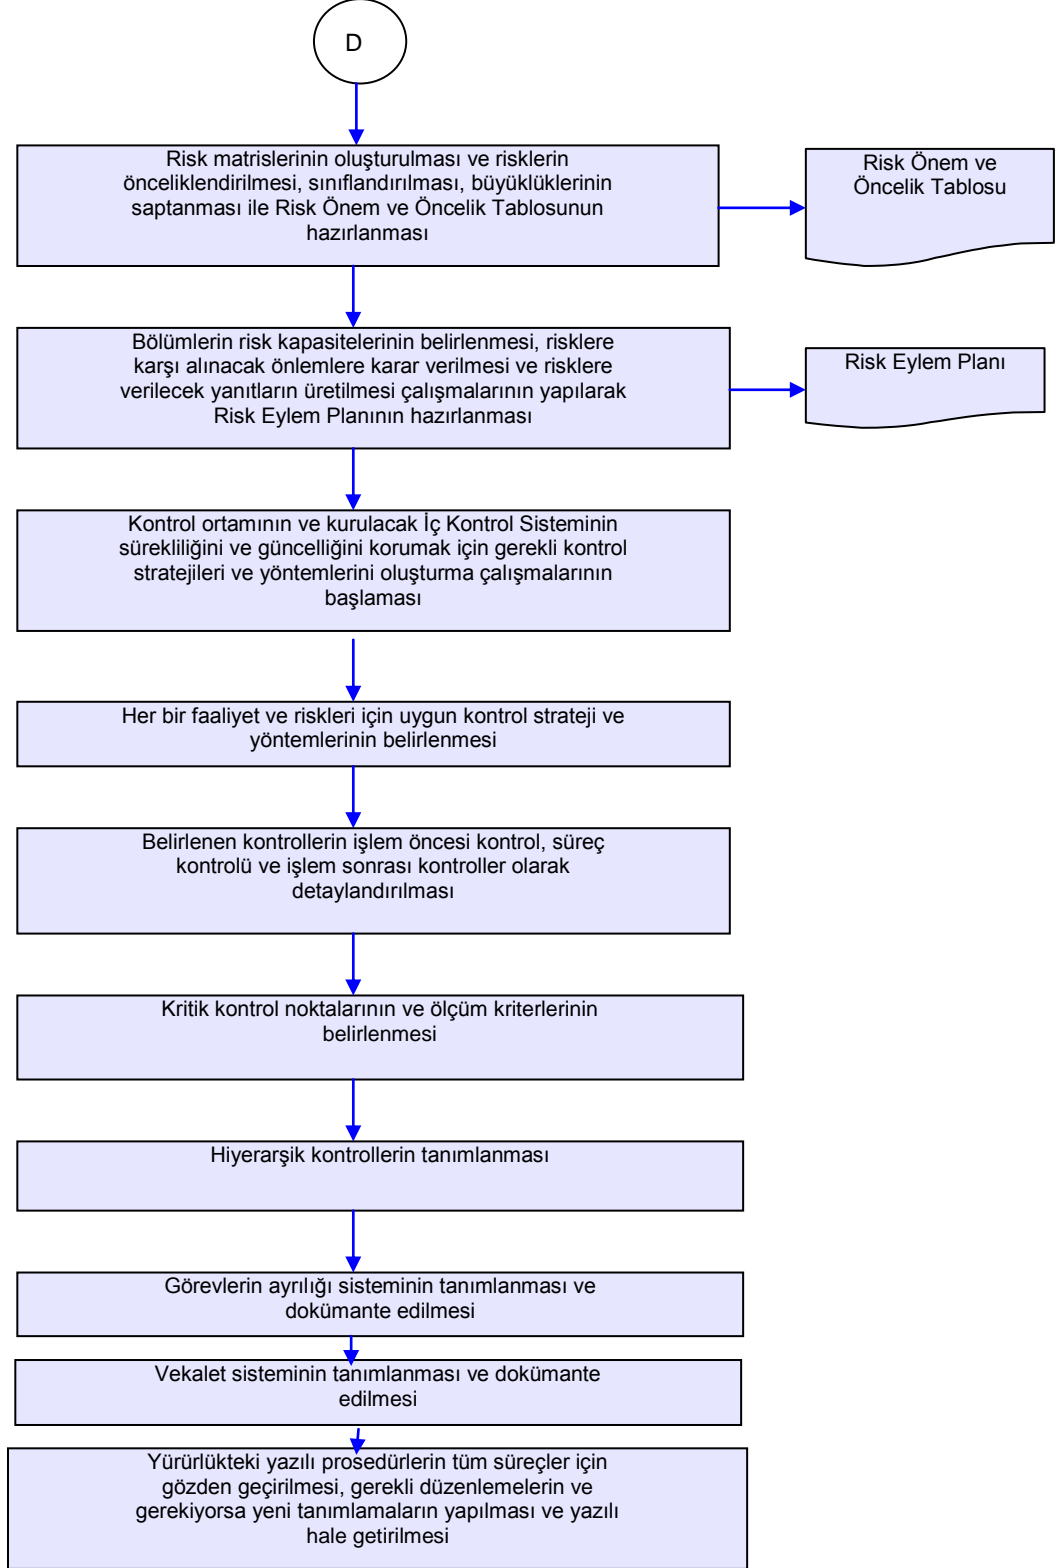 D
Risk matrislerinin oluşturulması ve risklerin
önceliklendirilmesi, sınıflandırılması, büyüklüklerinin
saptanması ile Risk Önem ve Öncelik Tablosunun
hazırlanması
Risk Önem ve
Öncelik Tablosu
Bölümlerin risk kapasitelerinin belirlenmesi, risklere
karşı alınacak önlemlere karar verilmesi ve risklere
verilecek yanıtların üretilmesi çalışmalarının yapılarak
Risk Eylem Planının hazırlanması
Risk Eylem Planı
Kontrol ortamının ve kurulacak İç Kontrol Sisteminin
sürekliliğini ve güncelliğini korumak için gerekli kontrol
stratejileri ve yöntemlerini oluşturma çalışmalarının
başlaması
Her bir faaliyet ve riskleri için uygun kontrol strateji ve
yöntemlerinin belirlenmesi
Belirlenen kontrollerin işlem öncesi kontrol, süreç
kontrolü ve işlem sonrası kontroller olarak
detaylandırılması
Kritik kontrol noktalarının ve ölçüm kriterlerinin
belirlenmesi
Hiyerarşik kontrollerin tanımlanması
Görevlerin ayrılığı sisteminin tanımlanması ve
dokümante edilmesi
Vekalet sisteminin tanımlanması ve dokümante
edilmesi
Yürürlükteki yazılı prosedürlerin tüm süreçler için
gözden geçirilmesi, gerekli düzenlemelerin ve
gerekiyorsa yeni tanımlamaların yapılması ve yazılı
hale getirilmesi